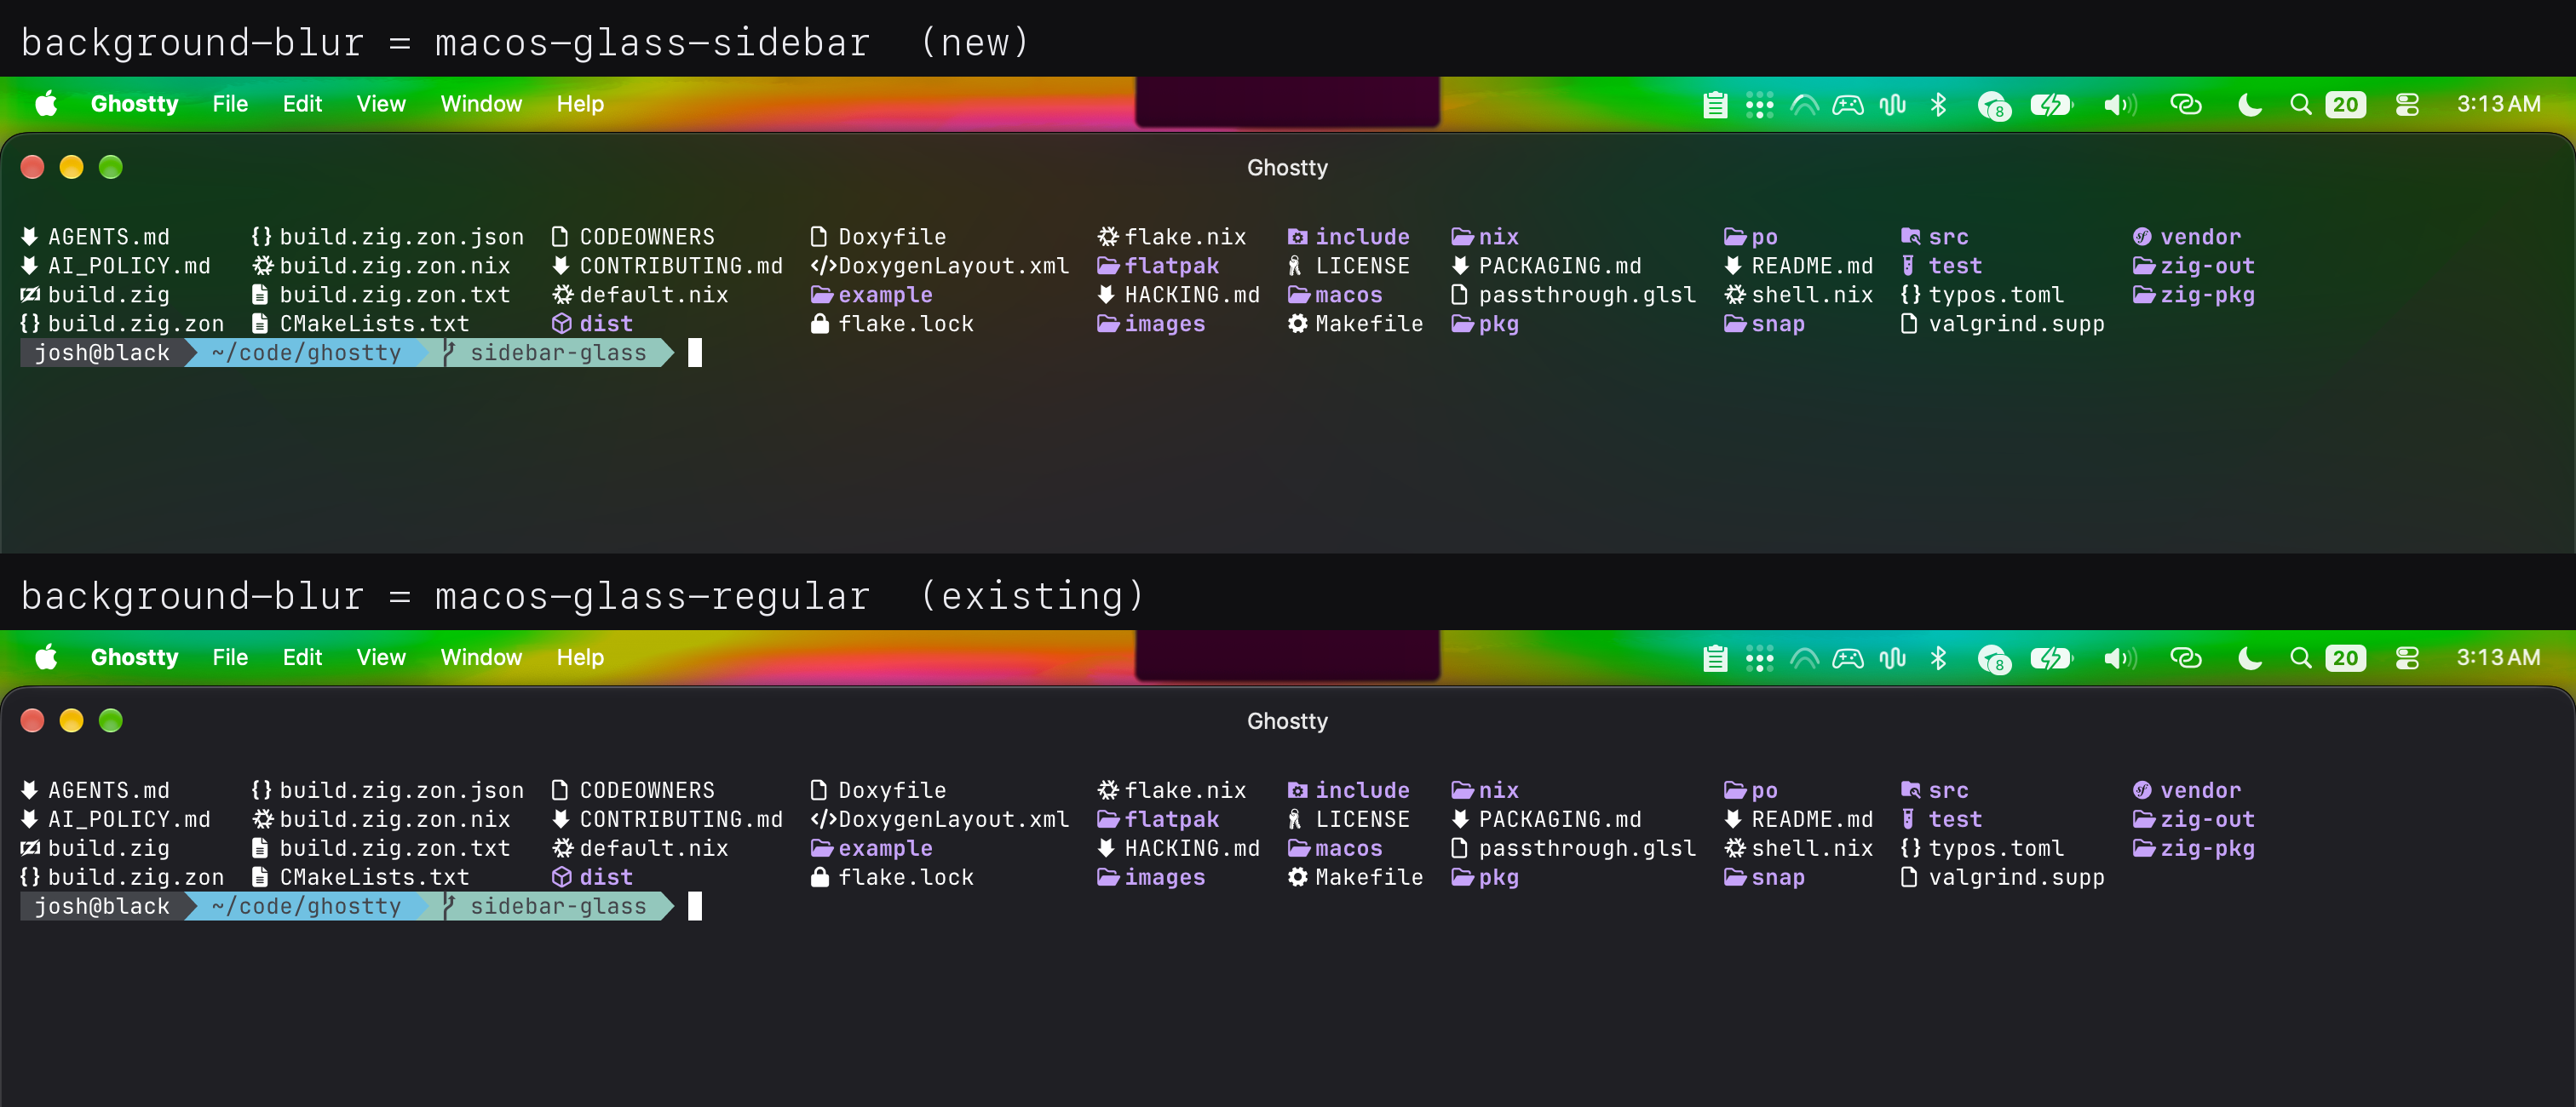 background-blur = macos-glass-sidebar (new)
Ghostty File Edit View Window Help 8 20 3:13 AM
Ghostty
AGENTS.md build.zig.zon.json CODEOWNERS Doxyfile flake.nix include nix po src vendor
AI_POLICY.md build.zig.zon.nix CONTRIBUTING.md DoxygenLayout.xml flatpak LICENSE PACKAGING.md README.md test zig-out
build.zig build.zig.zon.txt default.nix example HACKING.md macos passthrough.glsl shell.nix typos.toml zig-pkg
build.zig.zon CMakeLists.txt dist flake.lock images Makefile pkg snap valgrind.supp
josh@black ~/code/ghostty sidebar-glass
background-blur = macos-glass-regular (existing)
Ghostty File Edit View Window Help 8 20 3:13 AM
Ghostty
AGENTS.md build.zig.zon.json CODEOWNERS Doxyfile flake.nix include nix po src vendor
AI_POLICY.md build.zig.zon.nix CONTRIBUTING.md DoxygenLayout.xml flatpak LICENSE PACKAGING.md README.md test zig-out
build.zig build.zig.zon.txt default.nix example HACKING.md macos passthrough.glsl shell.nix typos.toml zig-pkg
build.zig.zon CMakeLists.txt dist flake.lock images Makefile pkg snap valgrind.supp
josh@black ~/code/ghostty sidebar-glass